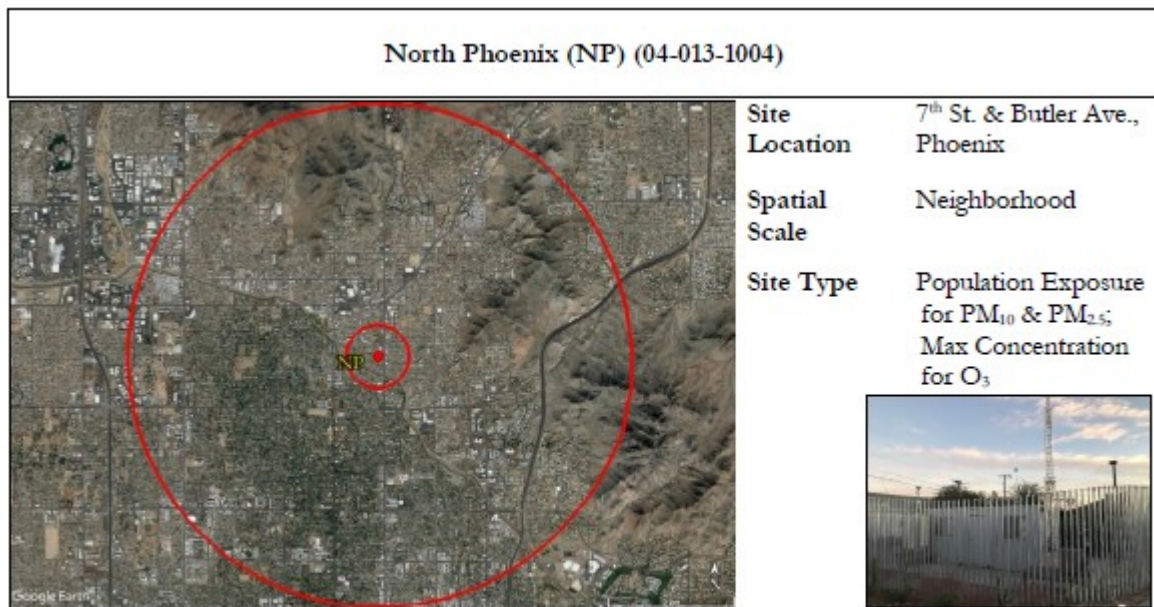 North Phoenix (NP) (04-013-1004)
Site Location
7th St. & Butler Ave., Phoenix
Spatial Scale
Neighborhood
Site Type
Population Exposure
for PM10 & PM2.5;
Max Concentration
for O3
NP
Google Earth